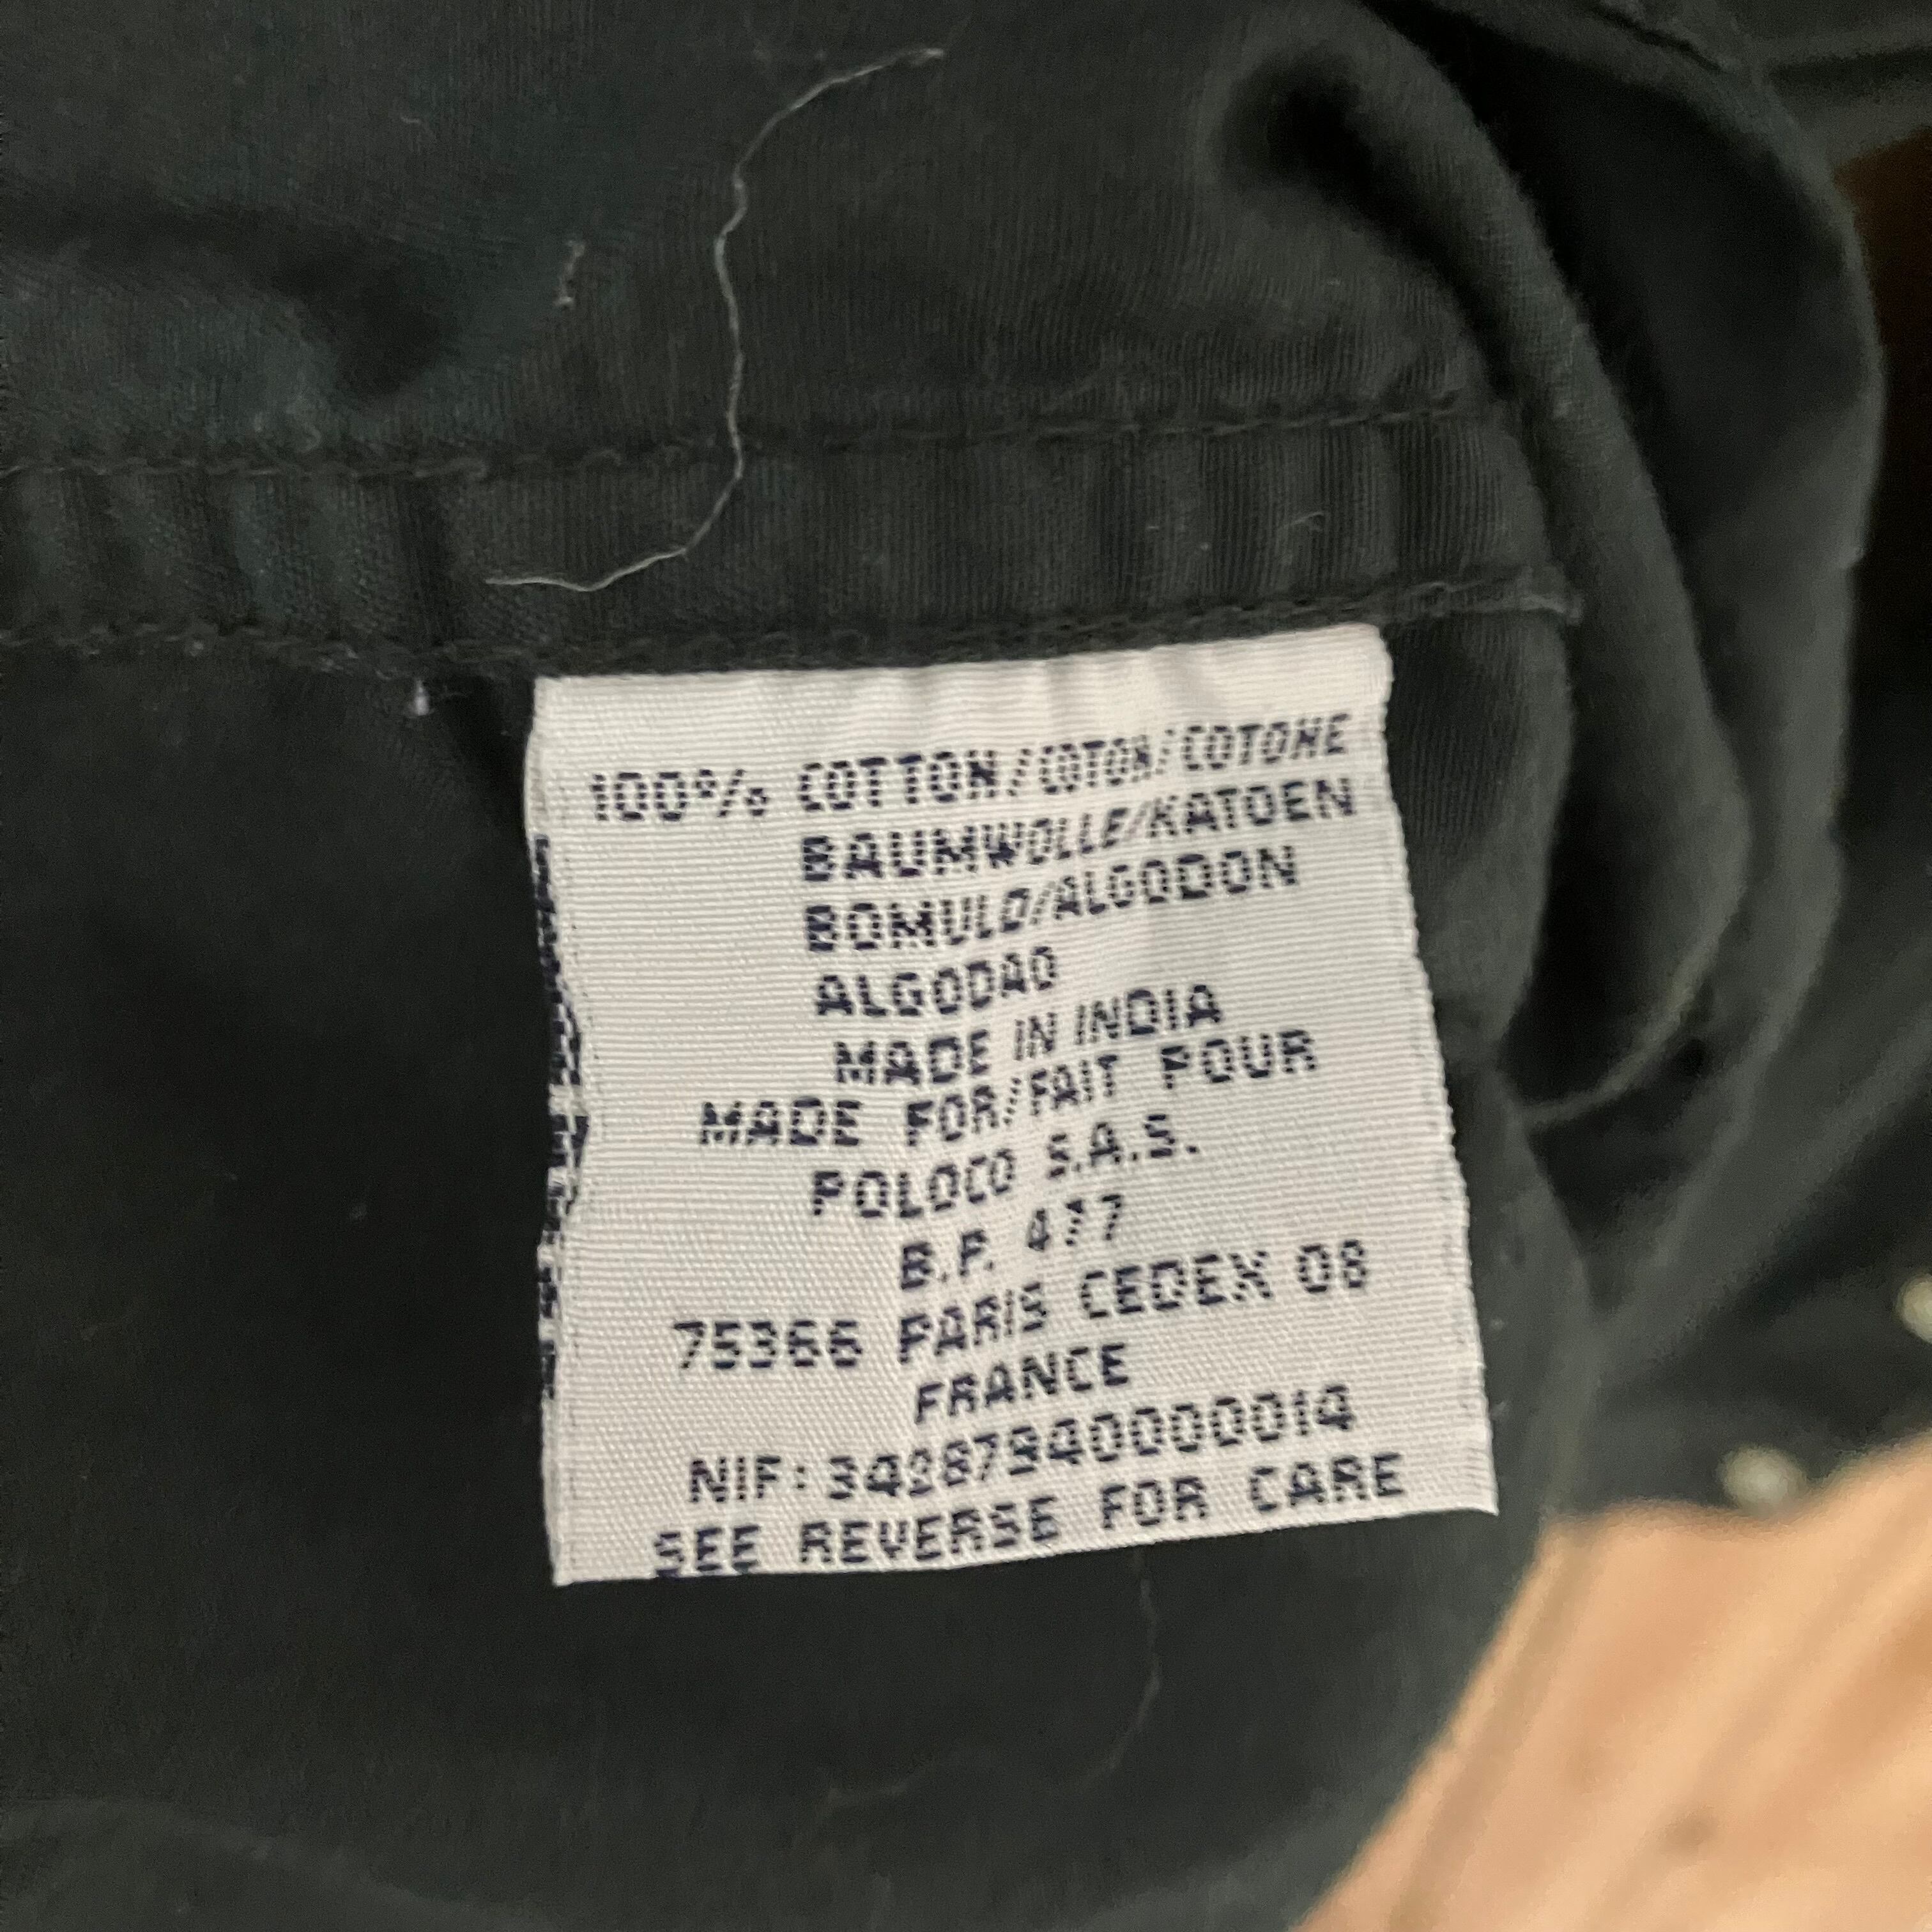 100% COTTON/COTON/COTONE
BAUMWOLLE/KATOEN
BOMULD/ALGODON
ALGODAO
MADE IN INDIA
MADE FOR/FAIT POUR
POLOCO S.A.S.
B.P. 477
75366 PARIS CEDEX 08
FRANCE
NIF:34287940000014
SEE REVERSE FOR CARE